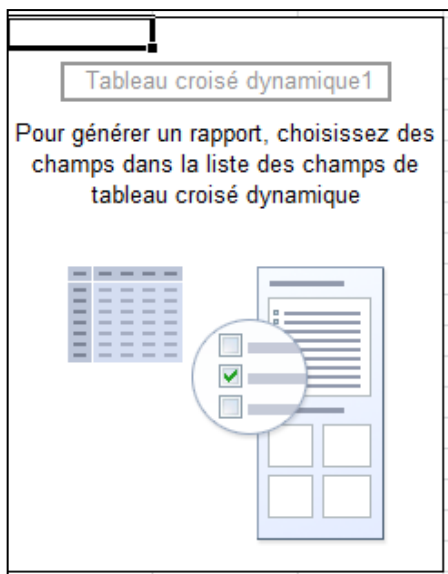 Tableau croisé dynamique1
Pour générer un rapport, choisissez des
champs dans la liste des champs de
tableau croisé dynamique